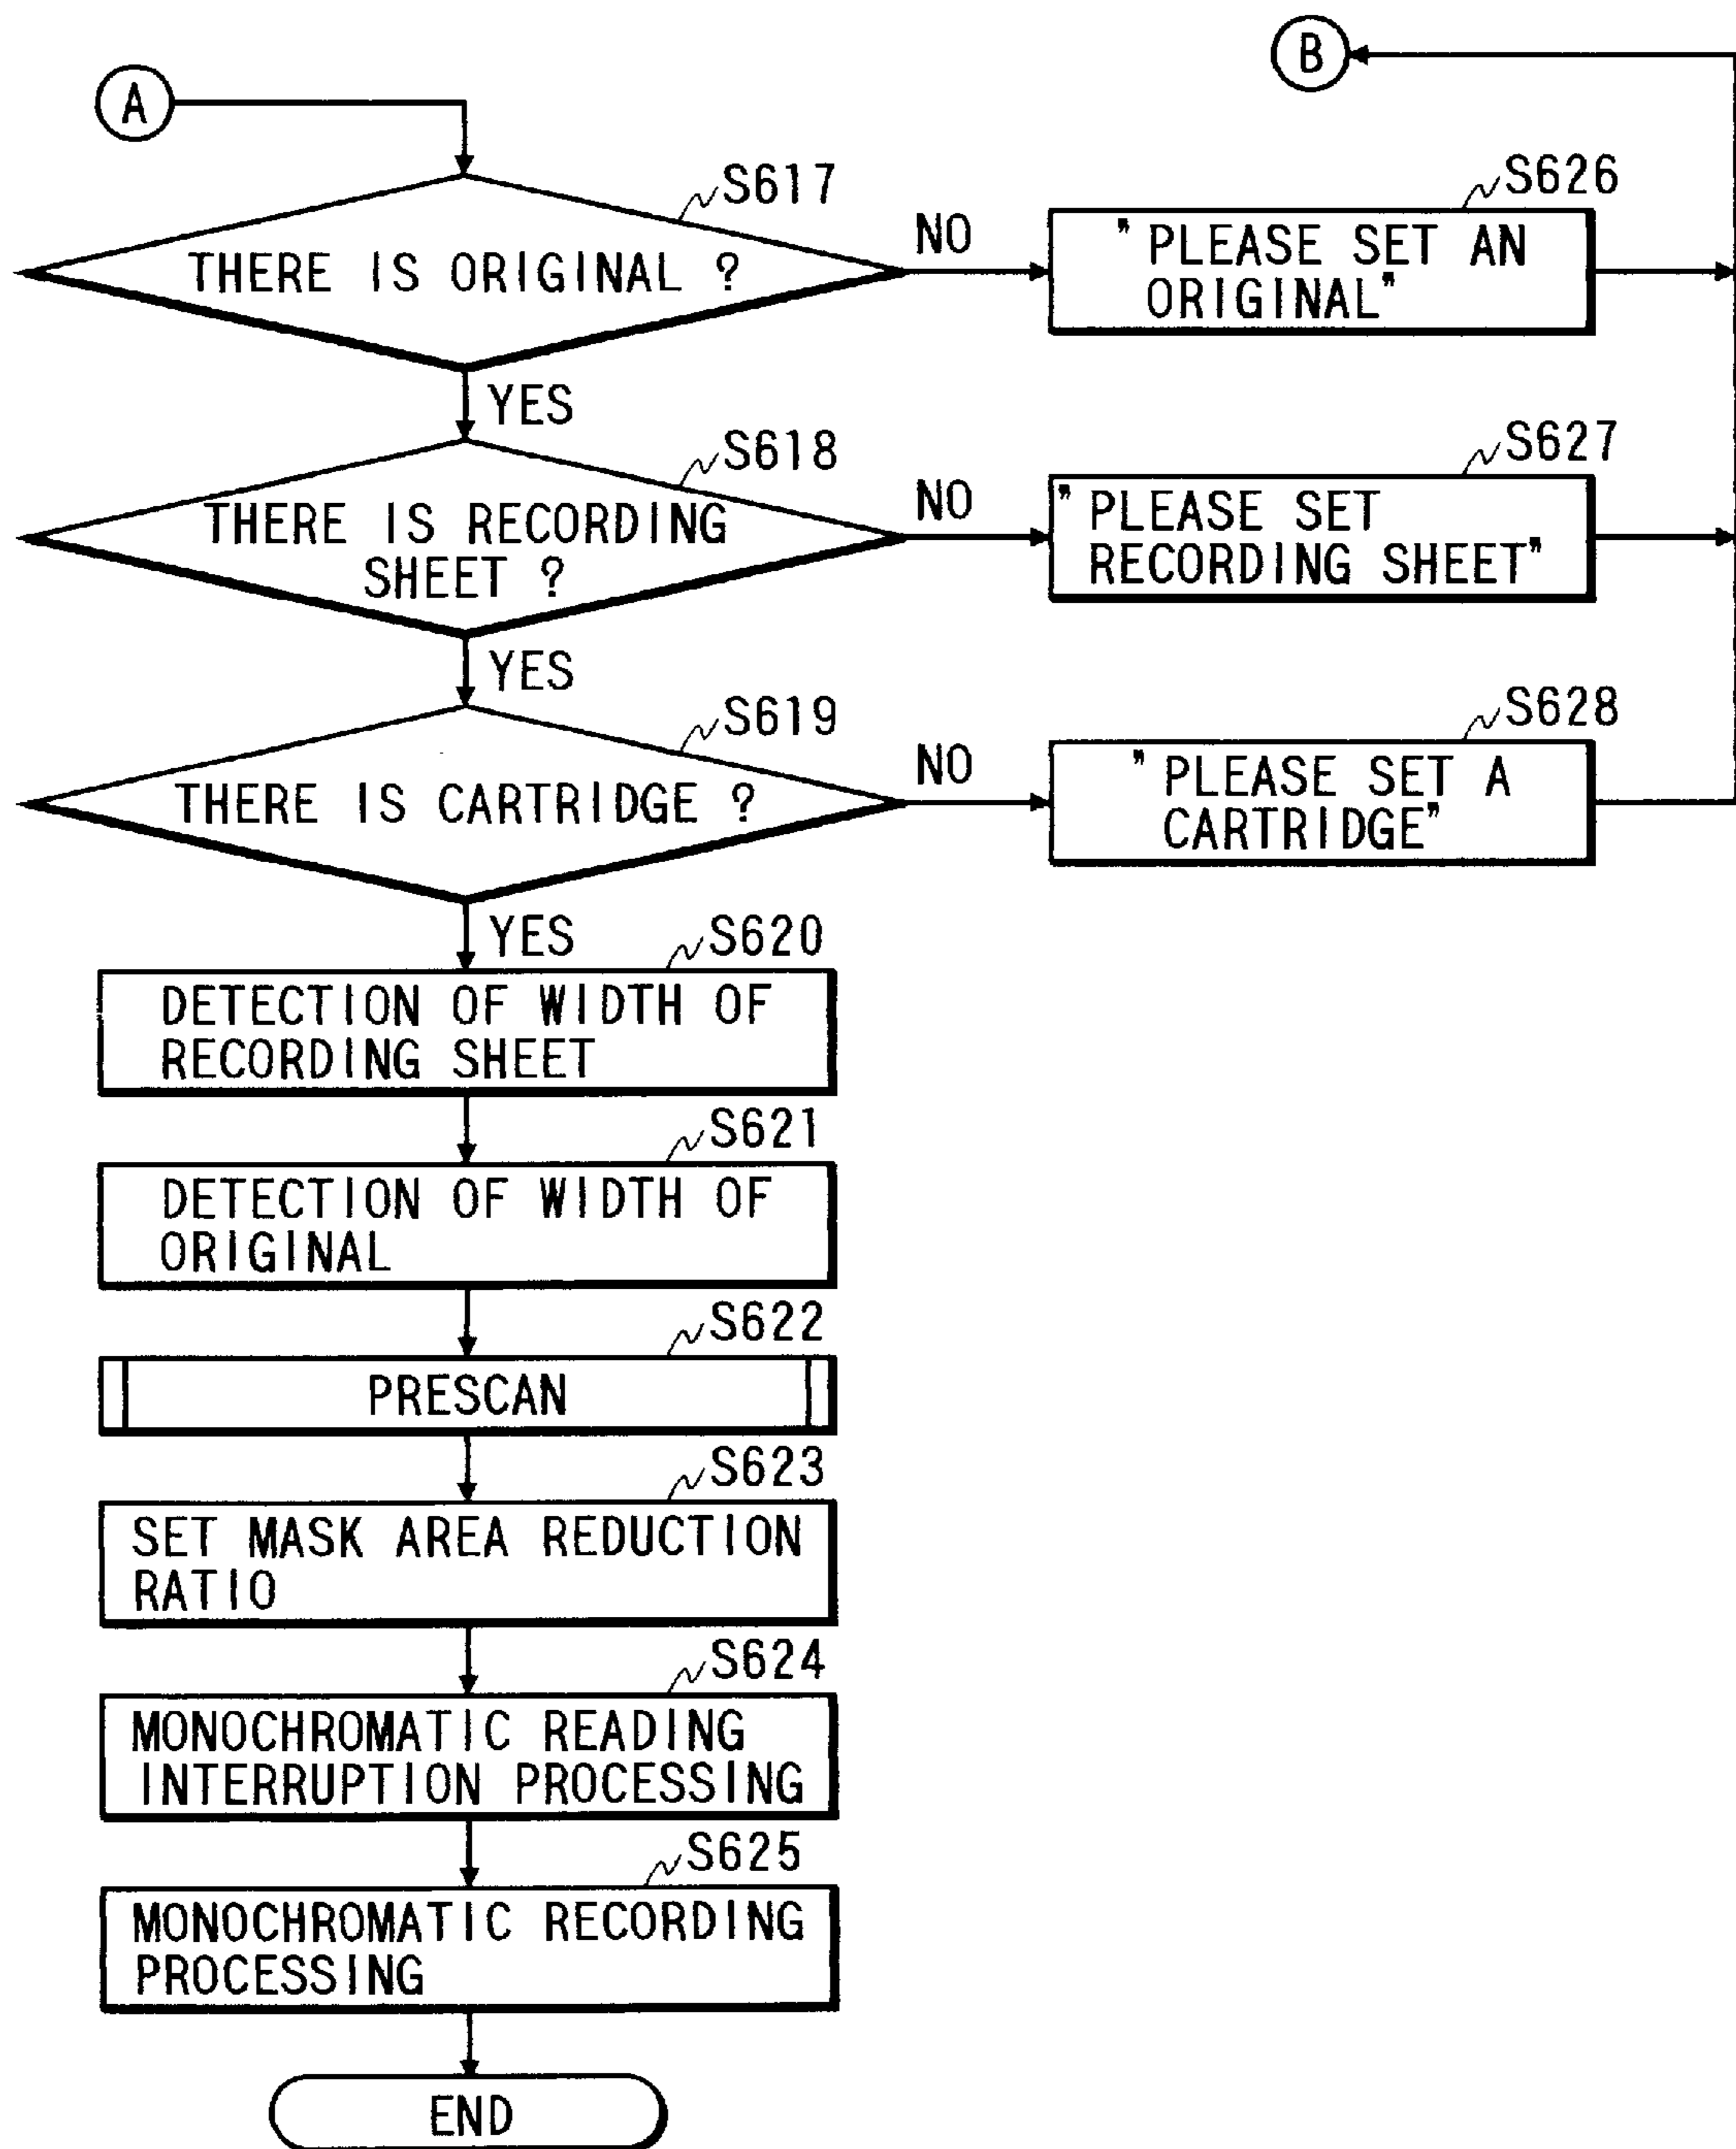 B
A
S617
THERE IS ORIGINAL ?
NO
S626
"PLEASE SET AN
ORIGINAL"
YES
S618
THERE IS RECORDING
SHEET ?
NO
S627
"PLEASE SET
RECORDING SHEET"
YES
S619
THERE IS CARTRIDGE ?
NO
S628
"PLEASE SET A
CARTRIDGE"
YES
S620
DETECTION OF WIDTH OF
RECORDING SHEET
S621
DETECTION OF WIDTH OF
ORIGINAL
S622
PRESCAN
S623
SET MASK AREA REDUCTION
RATIO
S624
MONOCHROMATIC READING
INTERRUPTION PROCESSING
S625
MONOCHROMATIC RECORDING
PROCESSING
END